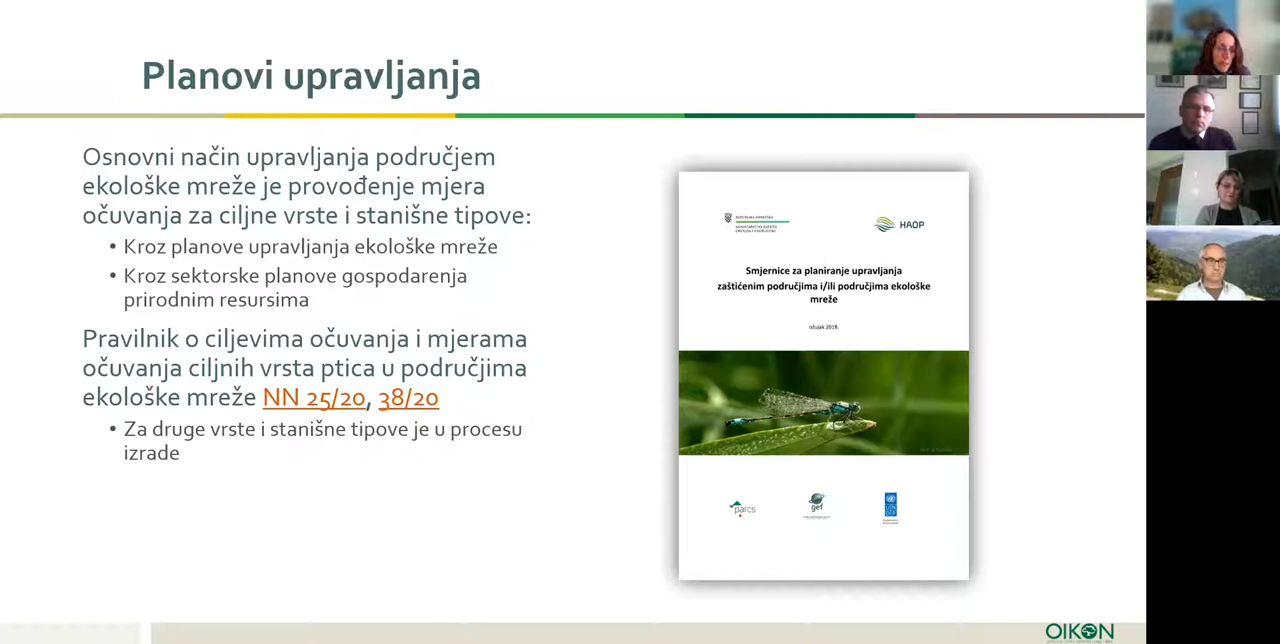 Planovi upravljanja
Osnovni način upravljanja područjem
ekološke mreže je provođenje mjera
očuvanja za ciljne vrste i stanišne tipove:
• Kroz planove upravljanja ekološke mreže
• Kroz sektorske planove gospodarenja
prirodnim resursima
Pravilnik o ciljevima očuvanja i mjerama
očuvanja ciljnih vrsta ptica u područjima
ekološke mreže NN 25/20, 38/20
• Za druge vrste i stanišne tipove je u procesu
izrade
REPUBLIKA HRVATSKA
HAOP
Smjernice za planiranje upravljanja
zaštićenim područjima i/ili područjima ekološke
mreže
ožujak 2018.
parcs
gef
OIKON